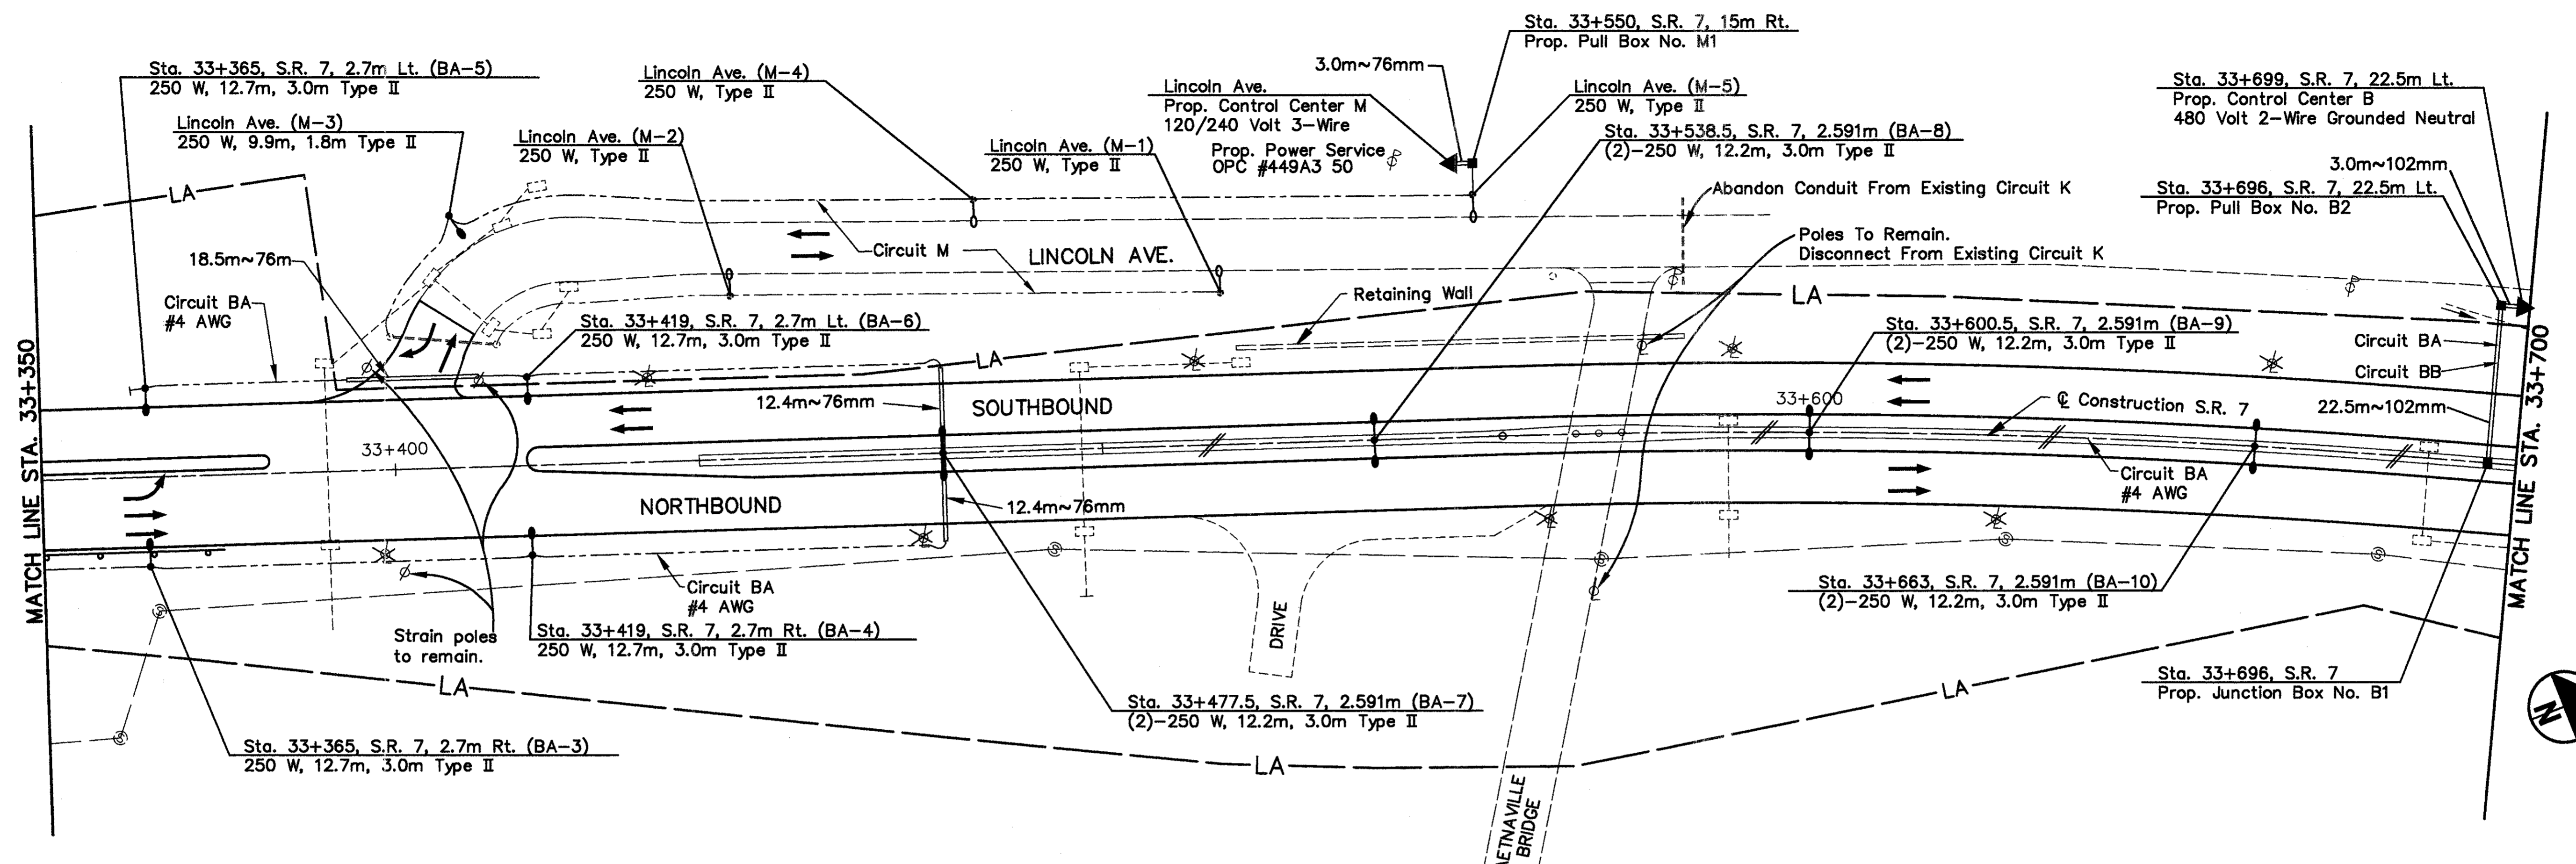 Sta. 33+550, S.R. 7, 15m Rt.
Prop. Pull Box No. M1
Sta. 33+365, S.R. 7, 2.7m Lt. (BA-5)
250 W, 12.7m, 3.0m Type II
Lincoln Ave. (M-4)
250 W, Type II
3.0m~76mm
Lincoln Ave.
Prop. Control Center M
120/240 Volt 3-Wire
Prop. Power Service
OPC #449A3 50
Lincoln Ave. (M-5)
250 W, Type II
Sta. 33+699, S.R. 7, 22.5m Lt.
Prop. Control Center B
480 Volt 2-Wire Grounded Neutral
Lincoln Ave. (M-3)
250 W, 9.9m, 1.8m Type II
Lincoln Ave. (M-2)
250 W, Type II
Lincoln Ave. (M-1)
250 W, Type II
Sta. 33+538.5, S.R. 7, 2.591m (BA-8)
(2)-250 W, 12.2m, 3.0m Type II
3.0m~102mm
Sta. 33+696, S.R. 7, 22.5m Lt.
Prop. Pull Box No. B2
LA
Abandon Conduit From Existing Circuit K
Poles To Remain.
Disconnect From Existing Circuit K
18.5m~76m
Circuit M
LINCOLN AVE.
Circuit BA
#4 AWG
Retaining Wall
LA
Sta. 33+419, S.R. 7, 2.7m Lt. (BA-6)
250 W, 12.7m, 3.0m Type II
Sta. 33+600.5, S.R. 7, 2.591m (BA-9)
(2)-250 W, 12.2m, 3.0m Type II
Circuit BA
Circuit BB
LA
MATCH LINE STA. 33+350
MATCH LINE STA. 33+700
12.4m~76mm
SOUTHBOUND
33+600
℄ Construction S.R. 7
22.5m~102mm
33+400
Circuit BA
#4 AWG
NORTHBOUND
12.4m~76mm
Circuit BA
#4 AWG
Sta. 33+663, S.R. 7, 2.591m (BA-10)
(2)-250 W, 12.2m, 3.0m Type II
DRIVE
Strain poles
to remain.
Sta. 33+419, S.R. 7, 2.7m Rt. (BA-4)
250 W, 12.7m, 3.0m Type II
LA
LA
Sta. 33+696, S.R. 7
Prop. Junction Box No. B1
Sta. 33+477.5, S.R. 7, 2.591m (BA-7)
(2)-250 W, 12.2m, 3.0m Type II
N
Sta. 33+365, S.R. 7, 2.7m Rt. (BA-3)
250 W, 12.7m, 3.0m Type II
LA
AETNAVILLE
BRIDGE